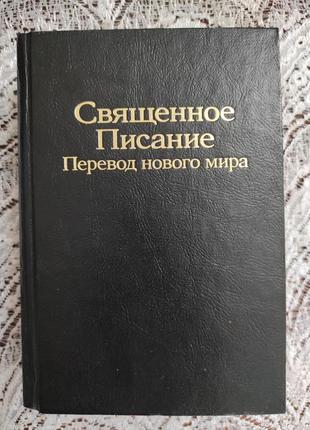 Священное
Писание
Перевод нового мира